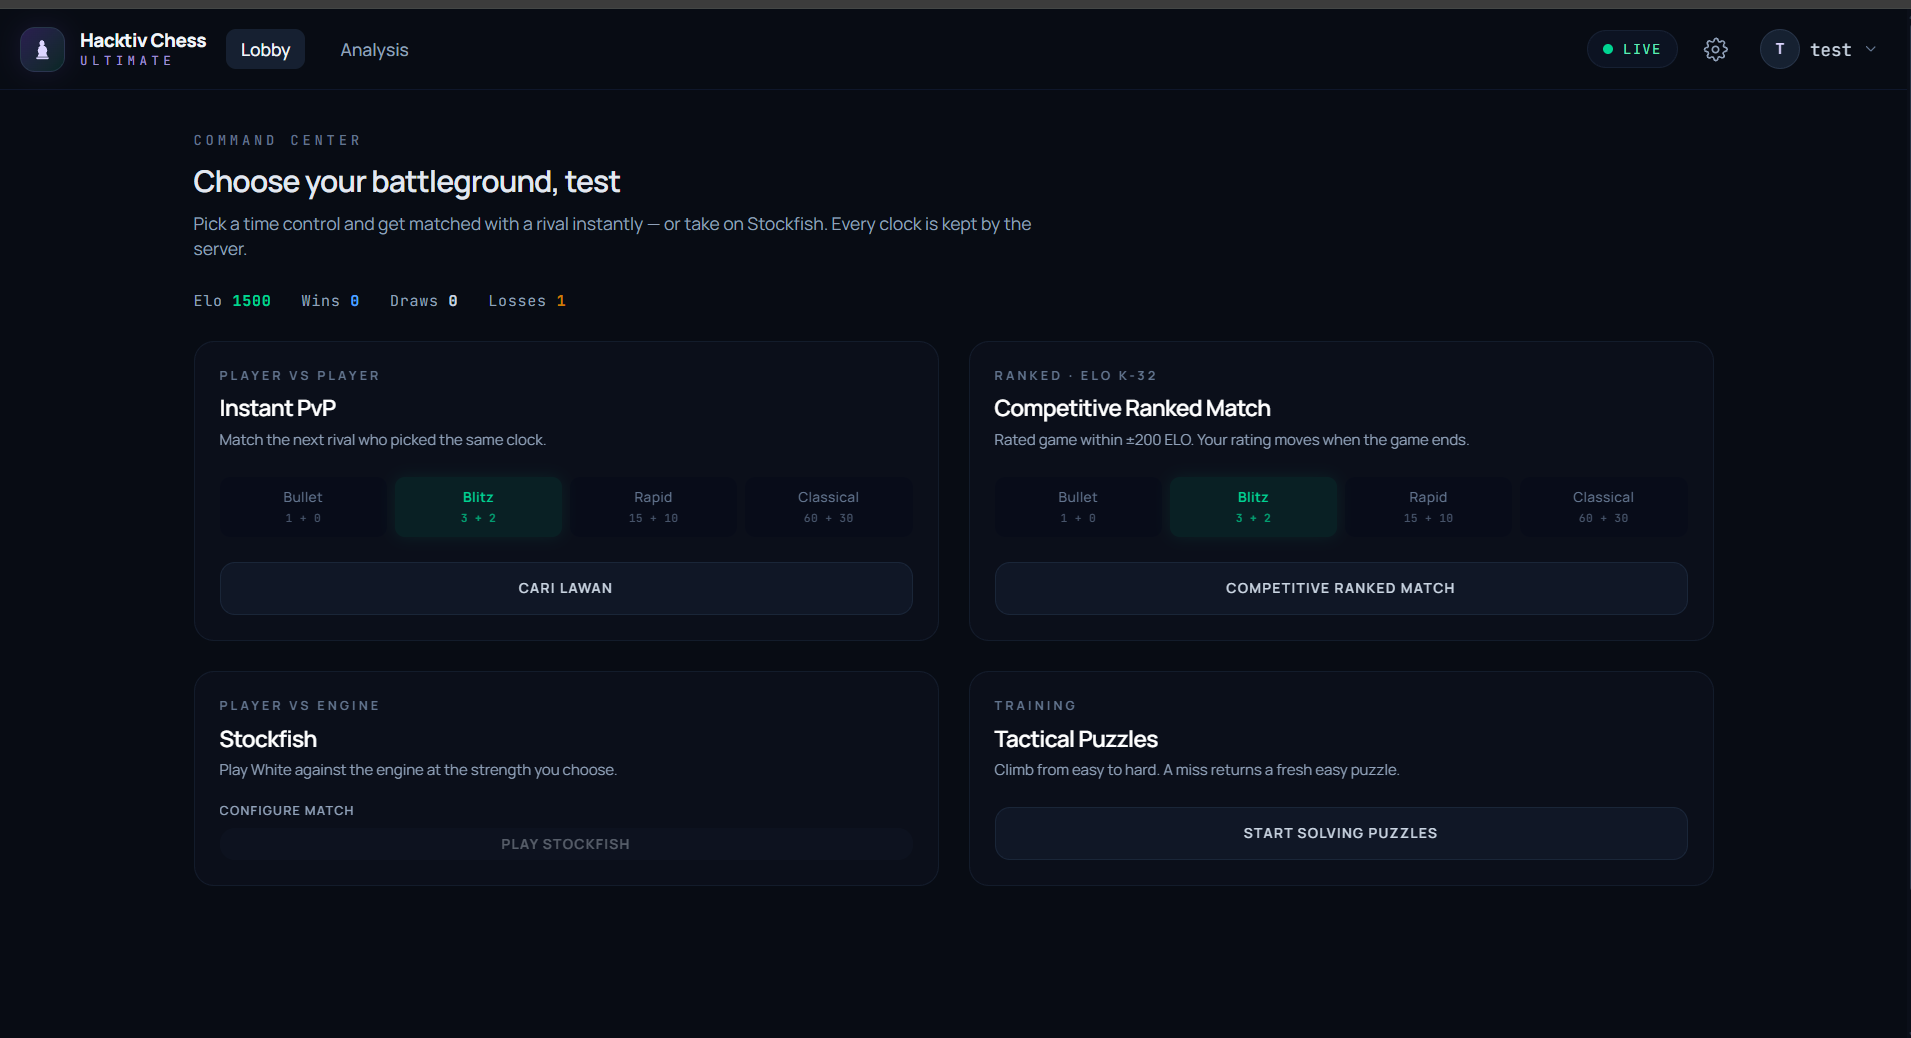 Hacktiv Chess
ULTIMATE
Lobby
Analysis
LIVE
T
test
COMMAND CENTER
Choose your battleground, test
Pick a time control and get matched with a rival instantly — or take on Stockfish. Every clock is kept by the
server.
Elo 1500 Wins 0 Draws 0 Losses 1
PLAYER VS PLAYER
Instant PvP
Match the next rival who picked the same clock.
Bullet
1 + 0
Blitz
3 + 2
Rapid
15 + 10
Classical
60 + 30
CARI LAWAN
RANKED · ELO K-32
Competitive Ranked Match
Rated game within ±200 ELO. Your rating moves when the game ends.
Bullet
1 + 0
Blitz
3 + 2
Rapid
15 + 10
Classical
60 + 30
COMPETITIVE RANKED MATCH
PLAYER VS ENGINE
Stockfish
Play White against the engine at the strength you choose.
CONFIGURE MATCH
PLAY STOCKFISH
TRAINING
Tactical Puzzles
Climb from easy to hard. A miss returns a fresh easy puzzle.
START SOLVING PUZZLES